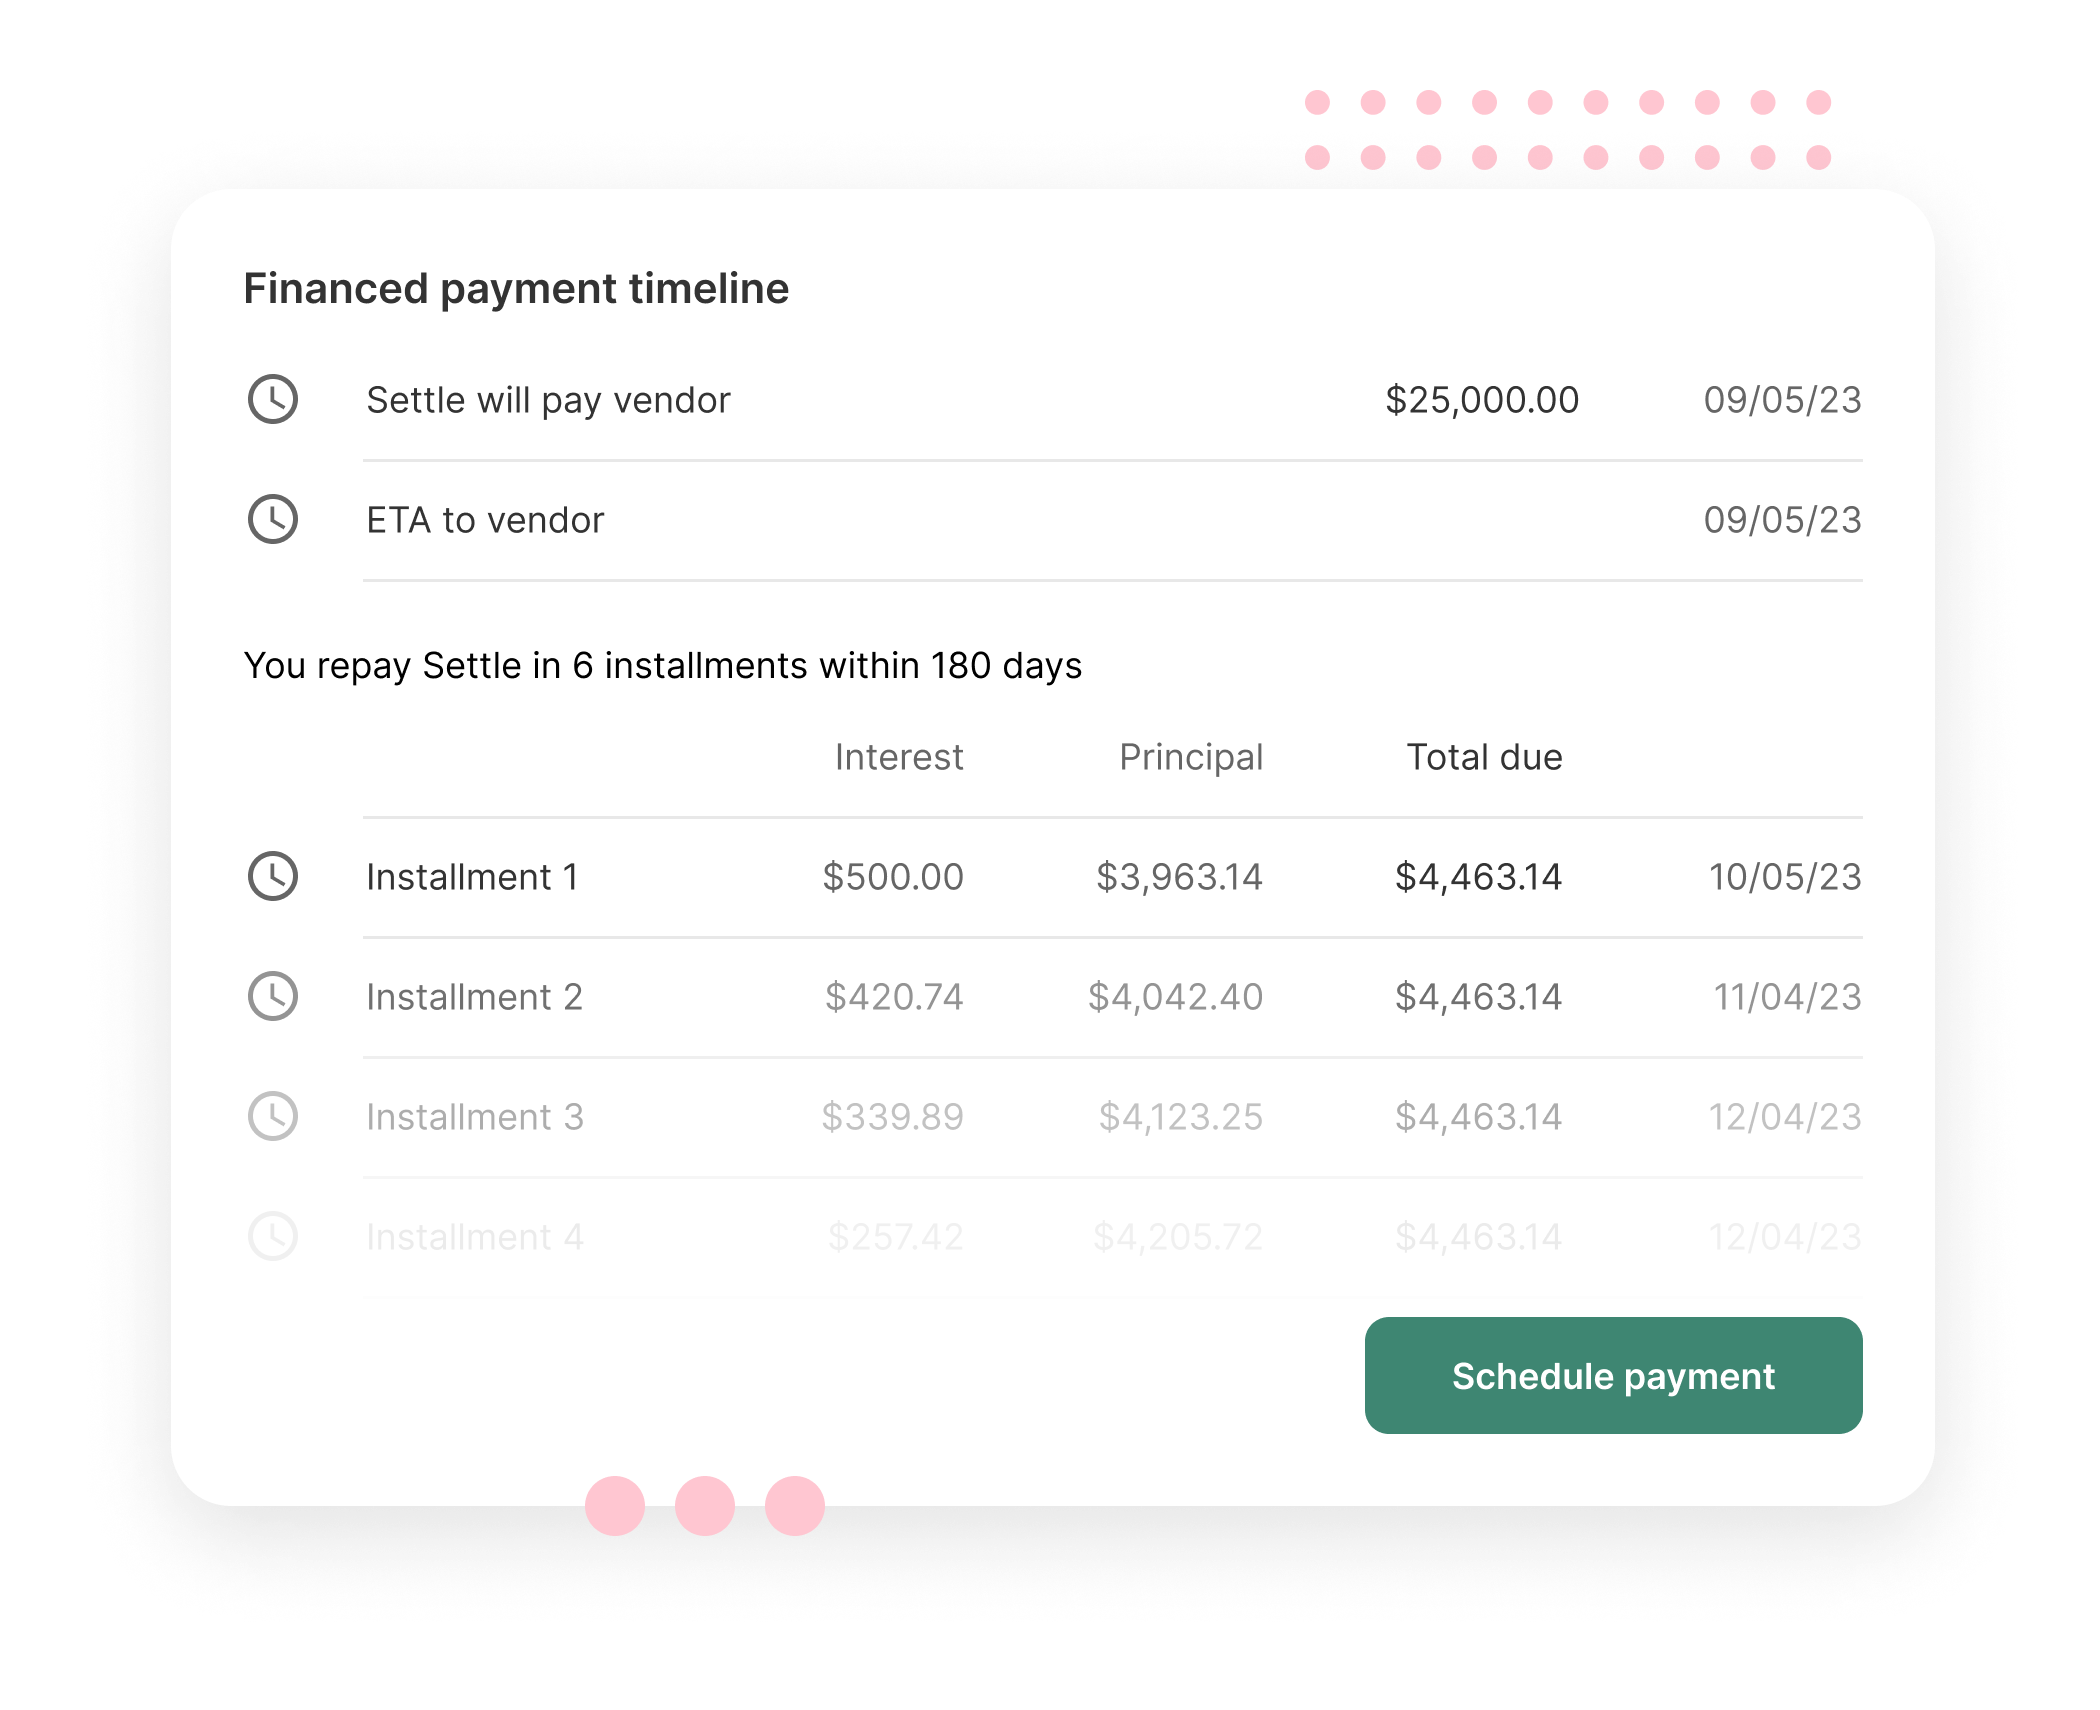 Financed payment timeline
Settle will pay vendor $25,000.00 09/05/23
ETA to vendor 09/05/23
You repay Settle in 6 installments within 180 days
Interest Principal Total due
Installment 1 $500.00 $3,963.14 $4,463.14 10/05/23
Installment 2 $420.74 $4,042.40 $4,463.14 11/04/23
Installment 3 $339.89 $4,123.25 $4,463.14 12/04/23
Installment 4 $257.42 $4,205.72 $4,463.14 12/04/23
Schedule payment